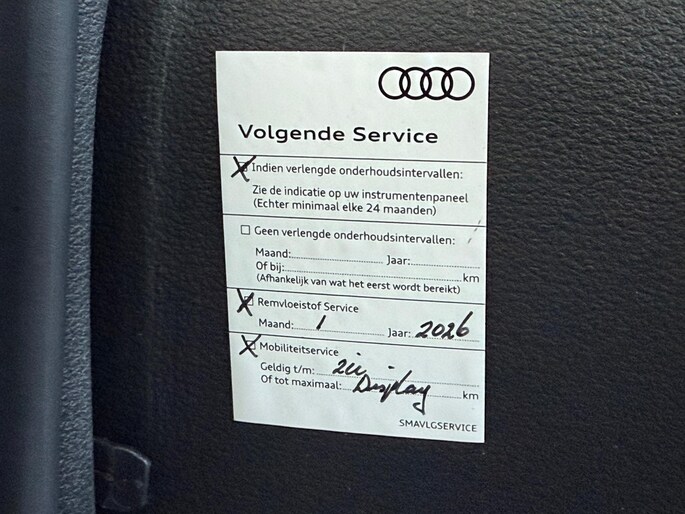 Volgende Service
Indien verlengde onderhoudsintervallen:
Zie de indicatie op uw instrumentenpaneel
(Echter minimaal elke 24 maanden)
Geen verlengde onderhoudsintervallen:
Maand: Jaar:
Of bij: km
(Afhankelijk van wat het eerst wordt bereikt)
Remvloeistof Service
Maand: 1 Jaar: 2026
Mobiliteitservice
Geldig t/m: zie
Of tot maximaal: Display km
SMAVLGSERVICE